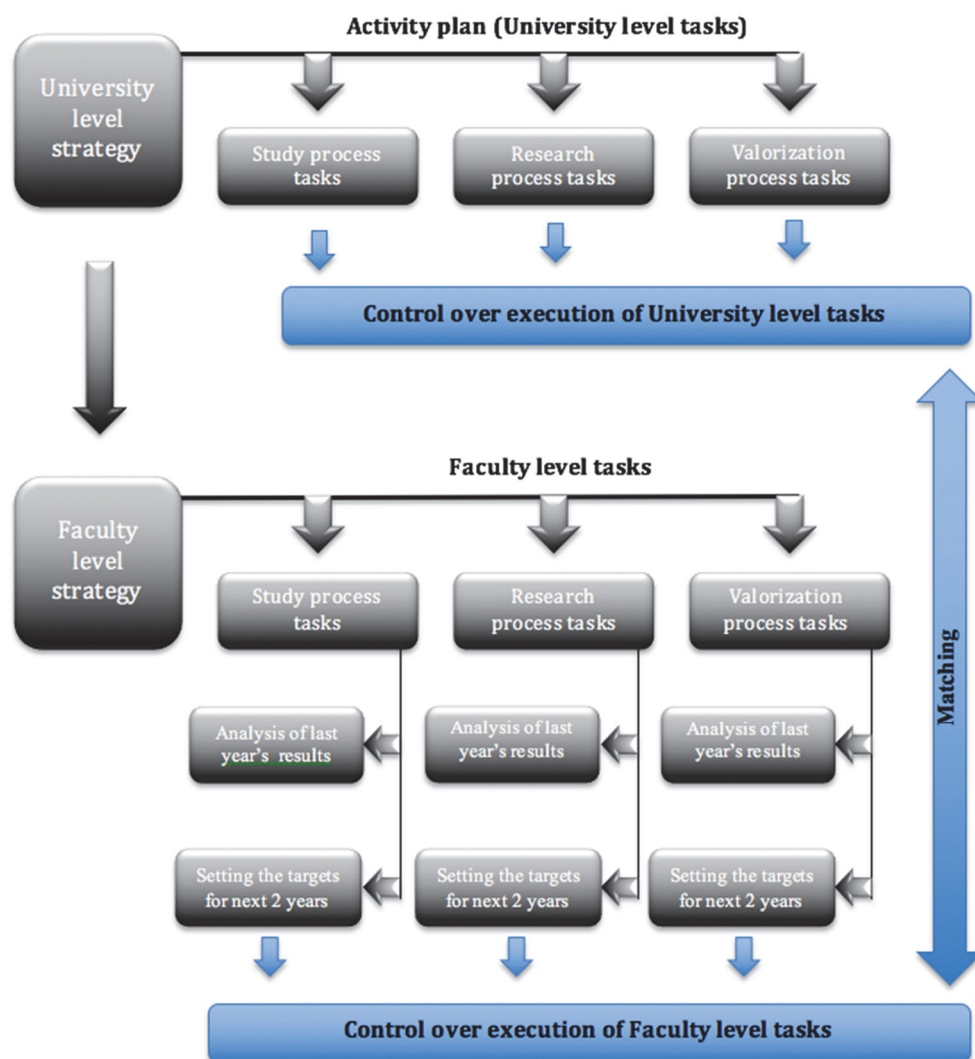 Activity plan (University level tasks)
University
level
strategy
Study process
tasks
Research
process tasks
Valorization
process tasks
Control over execution of University level tasks
Faculty level tasks
Faculty
level
strategy
Study process
tasks
Research
process tasks
Valorization
process tasks
Matching
Analysis of last
year's results
Analysis of last
year's results
Analysis of last
year's results
Setting the targets
for next 2 years
Setting the targets
for next 2 years
Setting the targets
for next 2 years
Control over execution of Faculty level tasks